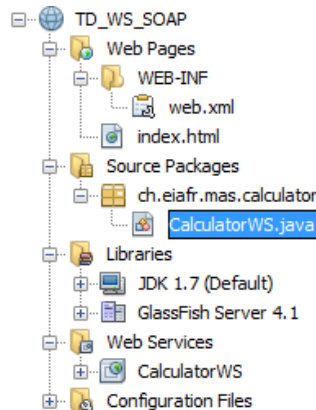 TD_WS_SOAP
Web Pages
WEB-INF
web.xml
index.html
Source Packages
ch.eiafr.mas.calculator
CalculatorWS.java
Libraries
JDK 1.7 (Default)
GlassFish Server 4.1
Web Services
CalculatorWS
Configuration Files